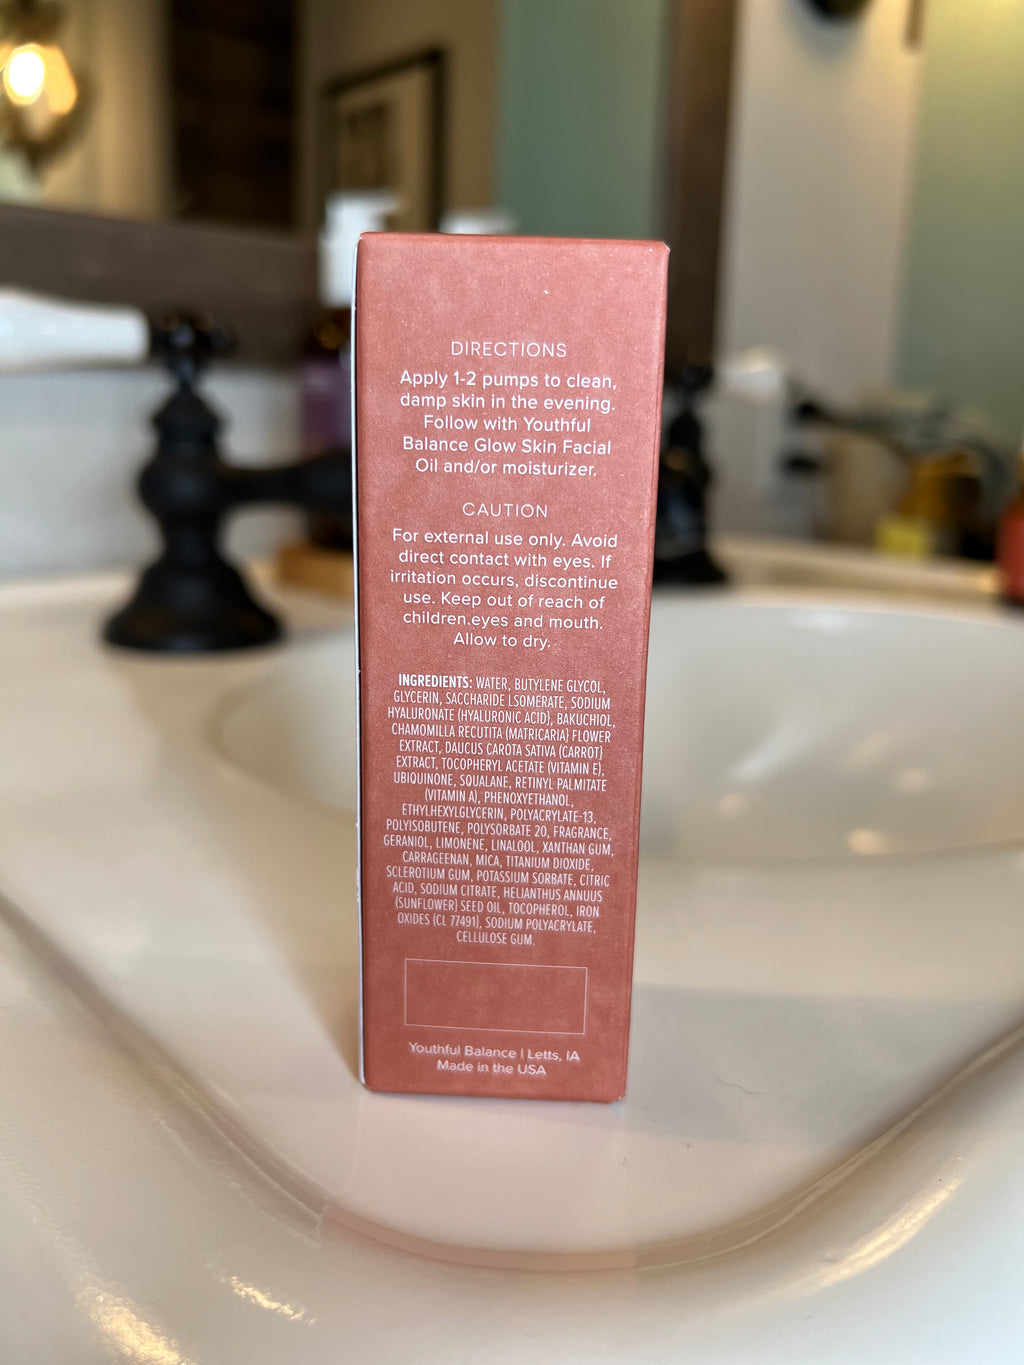 DIRECTIONS
Apply 1-2 pumps to clean,
damp skin in the evening.
Follow with Youthful
Balance Glow Skin Facial
Oil and/or moisturizer.
CAUTION
For external use only. Avoid
direct contact with eyes. If
irritation occurs, discontinue
use. Keep out of reach of
children.eyes and mouth.
Allow to dry.
INGREDIENTS: WATER, BUTYLENE GLYCOL,
GLYCERIN, SACCHARIDE LSOMERATE, SODIUM
HYALURONATE (HYALURONIC ACID), BAKUCHIOL,
CHAMOMILLA RECUTITA (MATRICARIA) FLOWER
EXTRACT, DAUCUS CAROTA SATIVA (CARROT)
EXTRACT, TOCOPHERYL ACETATE (VITAMIN E),
UBIQUINONE, SQUALANE, RETINYL PALMITATE
(VITAMIN A), PHENOXYETHANOL,
ETHYLHEXYLGLYCERIN, POLYACRYLATE-13,
POLYISOBUTENE, POLYSORBATE 20, FRAGRANCE,
GERANIOL, LIMONENE, LINALOOL, XANTHAN GUM,
CARRAGEENAN, MICA, TITANIUM DIOXIDE,
SCLEROTIUM GUM, POTASSIUM SORBATE, CITRIC
ACID, SODIUM CITRATE, HELIANTHUS ANNUUS
(SUNFLOWER) SEED OIL, TOCOPHEROL, IRON
OXIDES (CL 77491), SODIUM POLYACRYLATE,
CELLULOSE GUM.
Youthful Balance | Letts, IA
Made in the USA